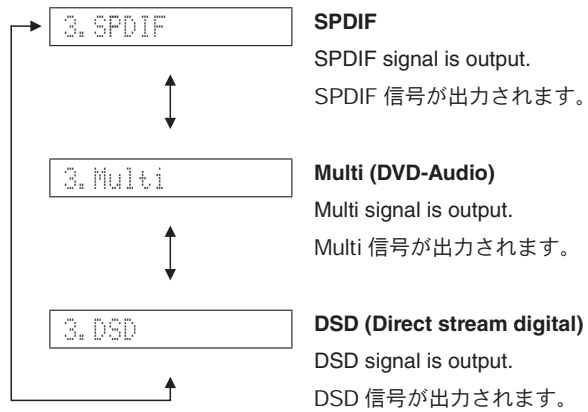 3. SPDIF
SPDIF
SPDIF signal is output.
SPDIF 信号が出力されます。
3. Multi
Multi (DVD-Audio)
Multi signal is output.
Multi 信号が出力されます。
3. DSD
DSD (Direct stream digital)
DSD signal is output.
DSD 信号が出力されます。